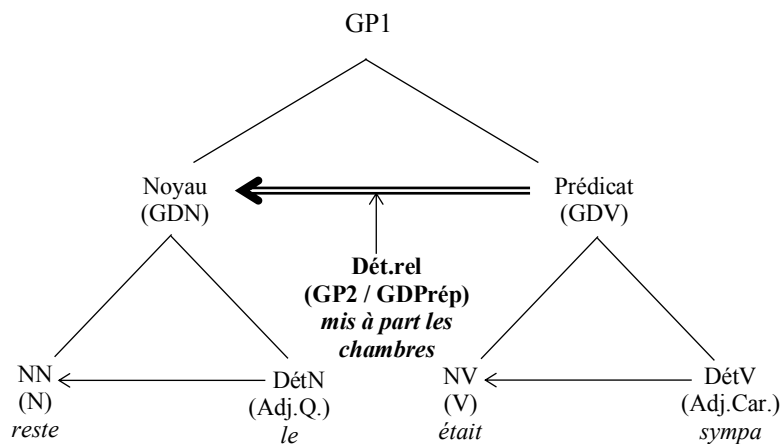 GP1
Noyau
(GDN)
Prédicat
(GDV)
Dét.rel
(GP2 / GDPrép)
mis à part les
chambres
NN
(N)
reste
DétN
(Adj.Q.)
le
NV
(V)
était
DétV
(Adj.Car.)
sympa